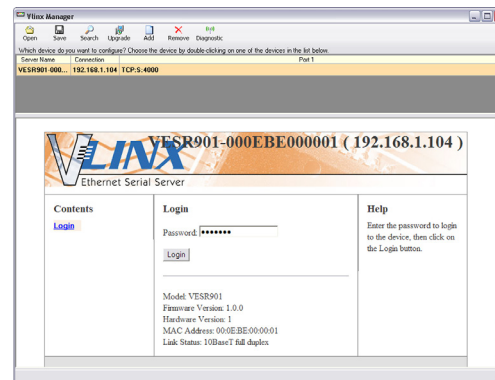 Vlinx Manager
Open Save Search Upgrade Add Remove Diagnostic
Which device do you want to configure? Choose the device by double-clicking on one of the devices in the list below.
Server Name Connection Port 1
VESR901-000... 192.168.1.104 TCP:S:4000
VESR901-000EBE000001 ( 192.168.1.104 )
VLINX
Ethernet Serial Server
Contents
Login
Login
Password: •••••••
Login
Model: VESR901
Firmware Version: 1.0.0
Hardware Version: 1
MAC Address: 00:0E:BE:00:00:01
Link Status: 10BaseT full duplex
Help
Enter the password to login
to the device, then click on
the Login button.